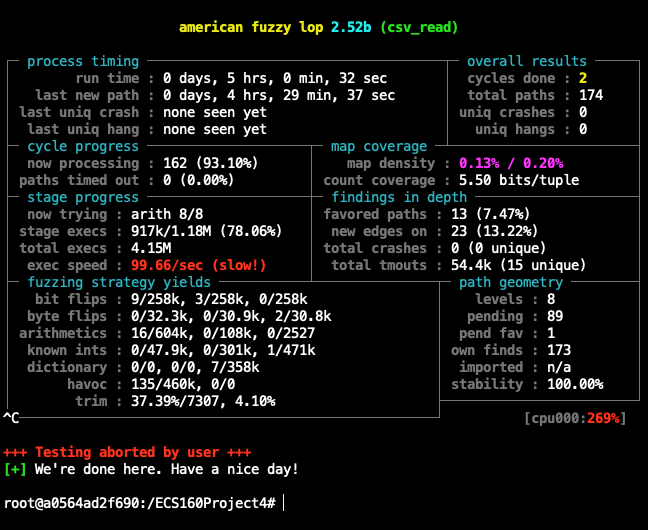 american fuzzy lop 2.52b (csv_read)
process timing overall results
run time : 0 days, 5 hrs, 0 min, 32 sec cycles done : 2
last new path : 0 days, 4 hrs, 29 min, 37 sec total paths : 174
last uniq crash : none seen yet uniq crashes : 0
last uniq hang : none seen yet uniq hangs : 0
cycle progress map coverage
now processing : 162 (93.10%) map density : 0.13% / 0.20%
paths timed out : 0 (0.00%) count coverage : 5.50 bits/tuple
stage progress findings in depth
now trying : arith 8/8 favored paths : 13 (7.47%)
stage execs : 917k/1.18M (78.06%) new edges on : 23 (13.22%)
total execs : 4.15M total crashes : 0 (0 unique)
exec speed : 99.66/sec (slow!) total tmouts : 54.4k (15 unique)
fuzzing strategy yields path geometry
bit flips : 9/258k, 3/258k, 0/258k levels : 8
byte flips : 0/32.3k, 0/30.9k, 2/30.8k pending : 89
arithmetics : 16/604k, 0/108k, 0/2527 pend fav : 1
known ints : 0/47.9k, 0/301k, 1/471k own finds : 173
dictionary : 0/0, 0/0, 7/358k imported : n/a
havoc : 135/460k, 0/0 stability : 100.00%
trim : 37.39%/7307, 4.10%
^C [cpu000:269%]
+++ Testing aborted by user +++
[+] We're done here. Have a nice day!
root@a0564ad2f690:/ECS160Project4#